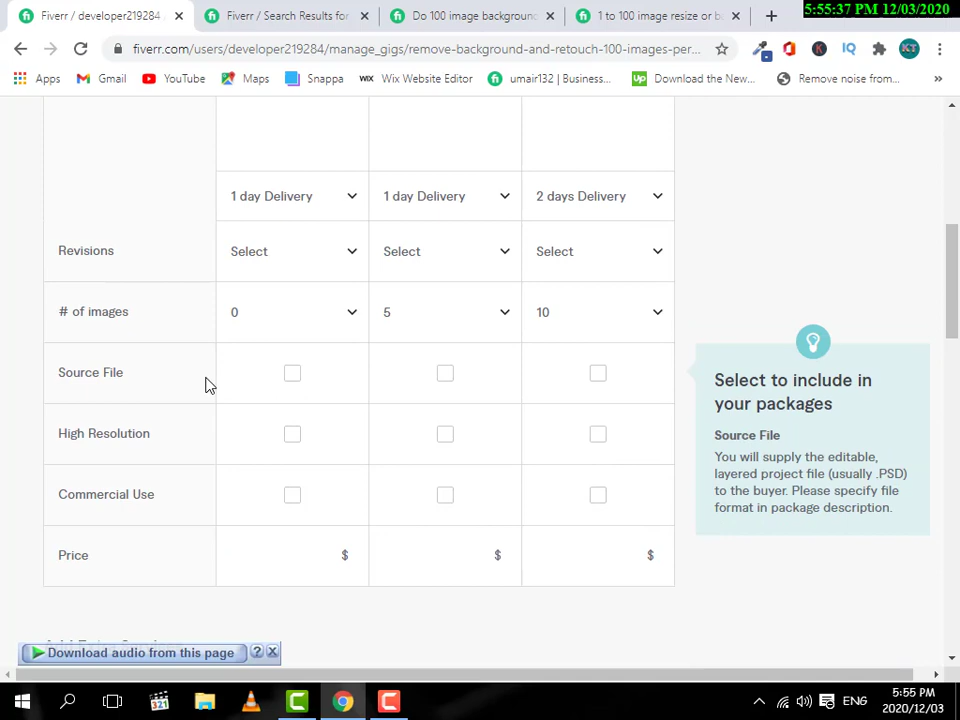 Fiverr / developer219284
Fiverr / Search Results for
Do 100 image background
1 to 100 image resize or b
5:55:37 PM 12/03/2020
fiverr.com/users/developer219284/manage_gigs/remove-background-and-retouch-100-images-per...
Apps
Gmail
YouTube
Maps
Snappa
WIX Wix Website Editor
umair132 | Business...
Up Download the New...
Remove noise from...
»
1 day Delivery
1 day Delivery
2 days Delivery
Revisions
Select
Select
Select
# of images
0
5
10
Source File
High Resolution
Commercial Use
Price
$
$
$
Select to include in
your packages
Source File
You will supply the editable,
layered project file (usually .PSD)
to the buyer. Please specify file
format in package description.
Download audio from this page
ENG
5:55 PM
2020/12/03